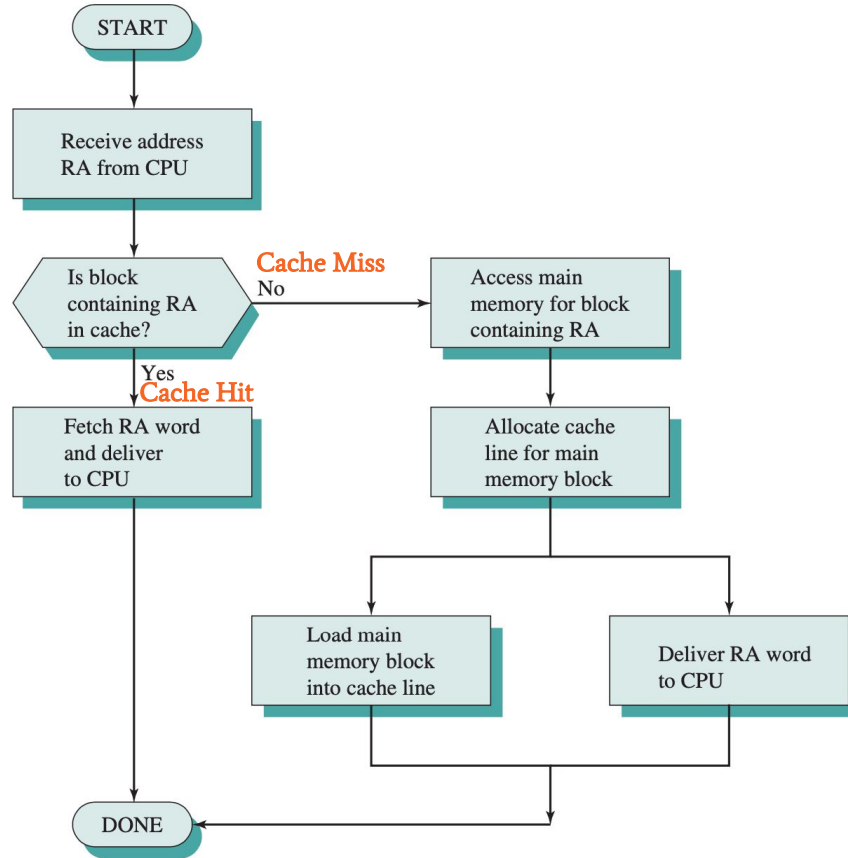 START
Receive address
RA from CPU
Is block
containing RA
in cache?
Cache Miss
No
Access main
memory for block
containing RA
Yes
Cache Hit
Fetch RA word
and deliver
to CPU
Allocate cache
line for main
memory block
Load main
memory block
into cache line
Deliver RA word
to CPU
DONE